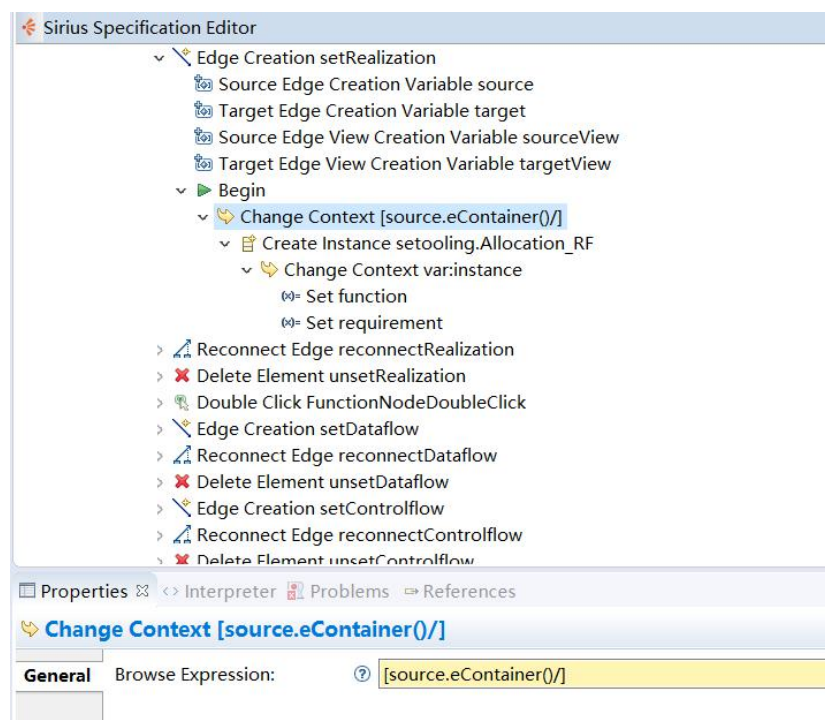 Sirius Specification Editor
Edge Creation setRealization
Source Edge Creation Variable source
Target Edge Creation Variable target
Source Edge View Creation Variable sourceView
Target Edge View Creation Variable targetView
Begin
Change Context [source.eContainer()/]
Create Instance setooling.Allocation_RF
Change Context var:instance
Set function
Set requirement
Reconnect Edge reconnectRealization
Delete Element unsetRealization
Double Click FunctionNodeDoubleClick
Edge Creation setDataflow
Reconnect Edge reconnectDataflow
Delete Element unsetDataflow
Edge Creation setControlflow
Reconnect Edge reconnectControlflow
Delete Element unsetControlflow
Properties Interpreter Problems References
Change Context [source.eContainer()/]
General Browse Expression: [source.eContainer()/]